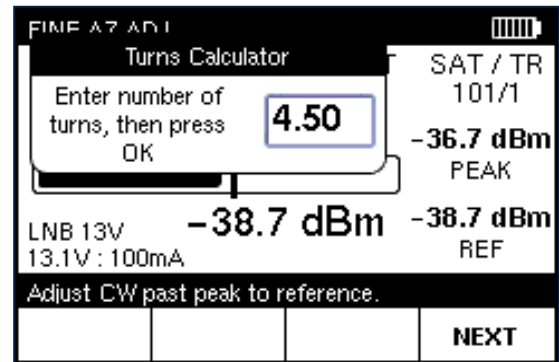 FINE AZ ADJ
Turns Calculator
Enter number of
turns, then press
OK
4.50
SAT / TR
101/1
-36.7 dBm
PEAK
-38.7 dBm
REF
LNB 13V
13.1V : 100mA
-38.7 dBm
Adjust CW past peak to reference.
NEXT